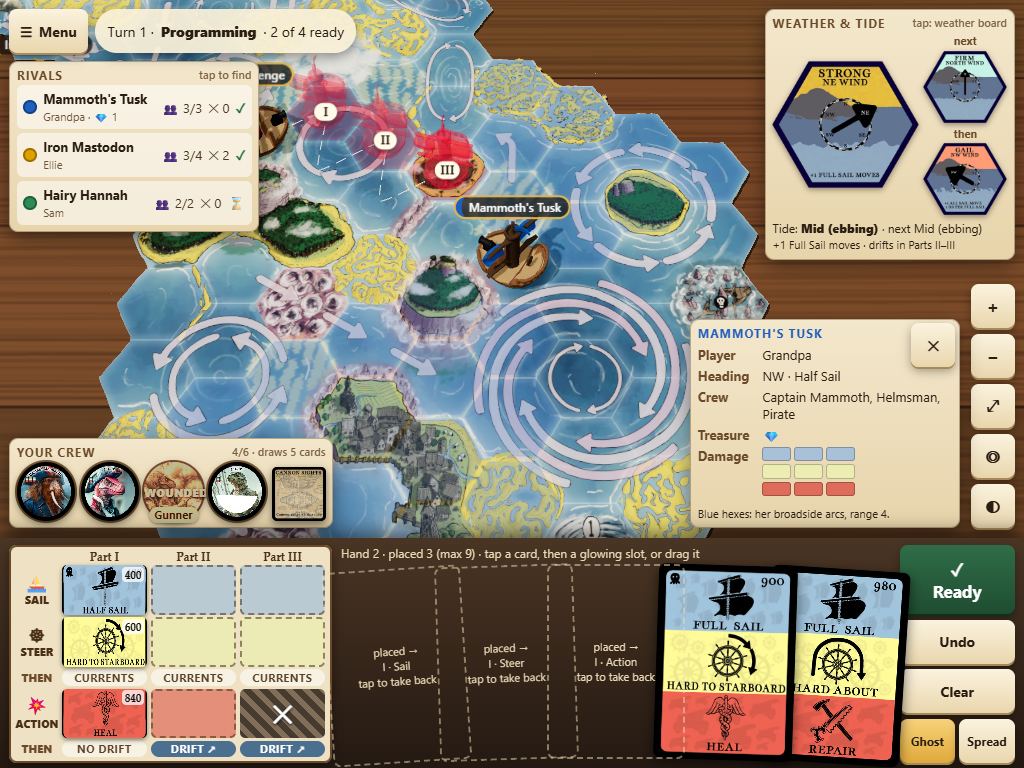 ☰ Menu
Turn 1 · Programming · 2 of 4 ready
RIVALS
tap to find
Mammoth's Tusk
3/3 ×0 ✓
Grandpa · 1
Iron Mastodon
3/4 ×2 ✓
Ellie
Hairy Hannah
2/2 ×0
Sam
enge
I
II
III
Mammoth's Tusk
1
WEATHER & TIDE
tap: weather board
STRONG
NE WIND
+1 FULL SAIL MOVES
next
FIRM
NORTH WIND
then
GAIL
NW WIND
Tide: Mid (ebbing) · next Mid (ebbing)
+1 Full Sail moves · drifts in Parts II–III
+
−
MAMMOTH'S TUSK
×
Player Grandpa
Heading NW · Half Sail
Crew Captain Mammoth, Helmsman,
Pirate
Treasure
Damage
Blue hexes: her broadside arcs, range 4.
YOUR CREW
4/6 · draws 5 cards
WOUNDED
Gunner
CANNON SIGHTS
Part I Part II Part III
SAIL
400
HALF SAIL
STEER
600
HARD TO STARBOARD
THEN CURRENTS CURRENTS CURRENTS
ACTION
840
HEAL
THEN NO DRIFT DRIFT ↗ DRIFT ↗
Hand 2 · placed 3 (max 9) · tap a card, then a glowing slot, or drag it
placed →
I · Sail
tap to take back
placed →
I · Steer
tap to take back
placed →
I · Action
tap to take back
900
FULL SAIL
HARD TO STARBOARD
HEAL
980
FULL SAIL
HARD ABOUT
REPAIR
✓
Ready
Undo
Clear
Ghost
Spread